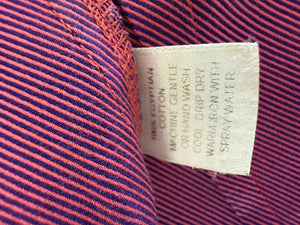 100% EGYPTIAN
COTTON
MACHINE GENTLE
OR HAND WASH
COOL DRIP DRY
WARM IRON WITH
SPRAY WATER